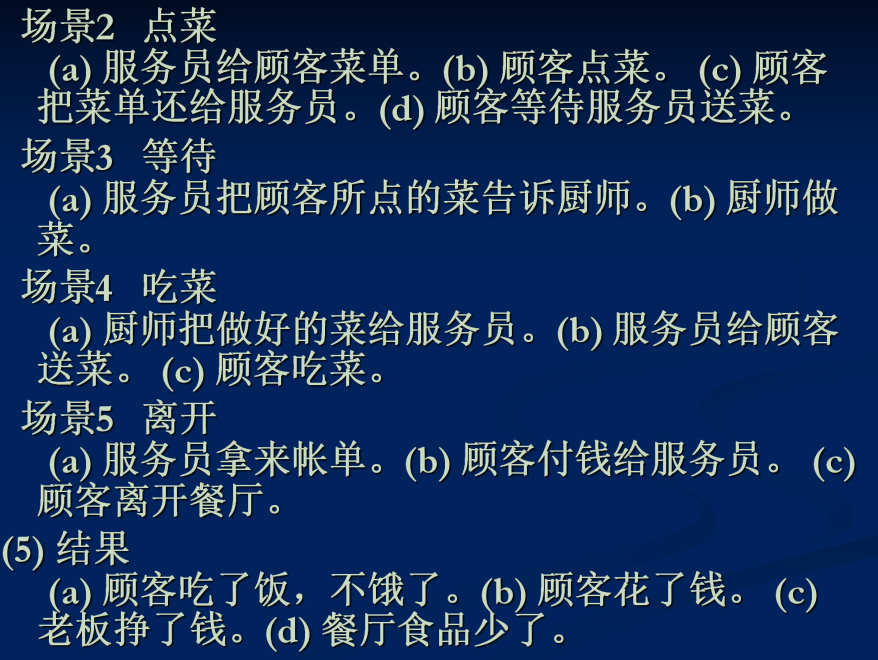 场景2 点菜
(a) 服务员给顾客菜单。(b) 顾客点菜。 (c) 顾客
把菜单还给服务员。(d) 顾客等待服务员送菜。
场景3 等待
(a) 服务员把顾客所点的菜告诉厨师。(b) 厨师做
菜。
场景4 吃菜
(a) 厨师把做好的菜给服务员。(b) 服务员给顾客
送菜。 (c) 顾客吃菜。
场景5 离开
(a) 服务员拿来帐单。(b) 顾客付钱给服务员。 (c)
顾客离开餐厅。
(5) 结果
(a) 顾客吃了饭，不饿了。(b) 顾客花了钱。 (c)
老板挣了钱。(d) 餐厅食品少了。